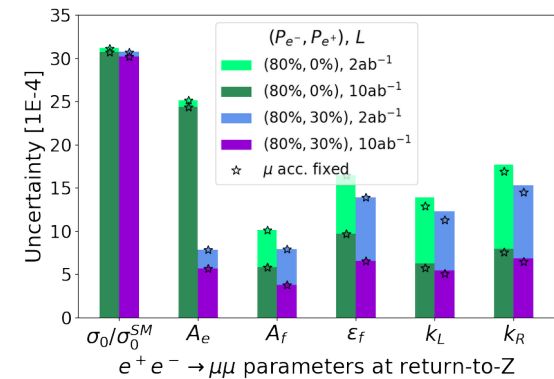 35
30
25
20
15
10
5
0
Uncertainty [1E-4]
(P_{e^-}, P_{e^+}), L
(80%, 0%), 2ab⁻¹
(80%, 0%), 10ab⁻¹
(80%, 30%), 2ab⁻¹
(80%, 30%), 10ab⁻¹
μ acc. fixed
σ₀/σ₀^{SM} A_e A_f ε_f k_L k_R
e⁺e⁻ → μμ parameters at return-to-Z